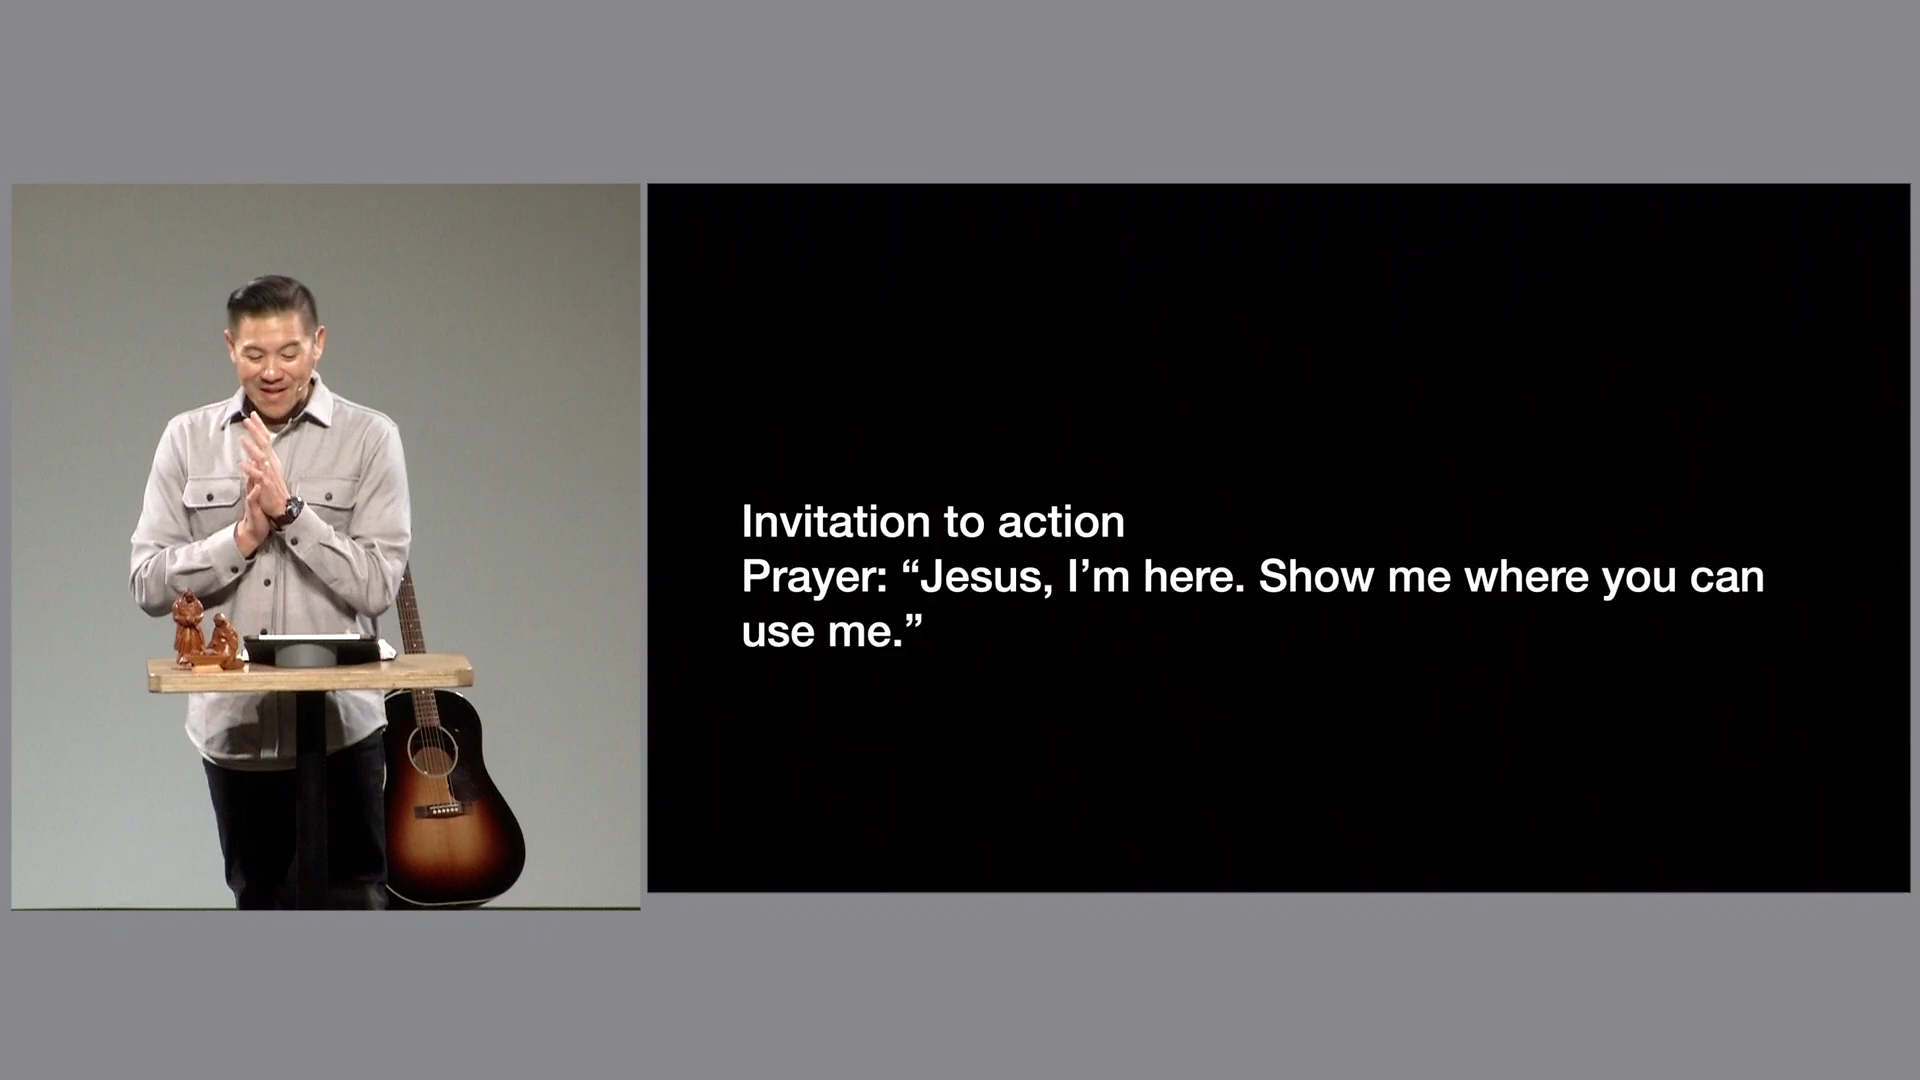 Invitation to action
Prayer: “Jesus, I’m here. Show me where you can
use me.”